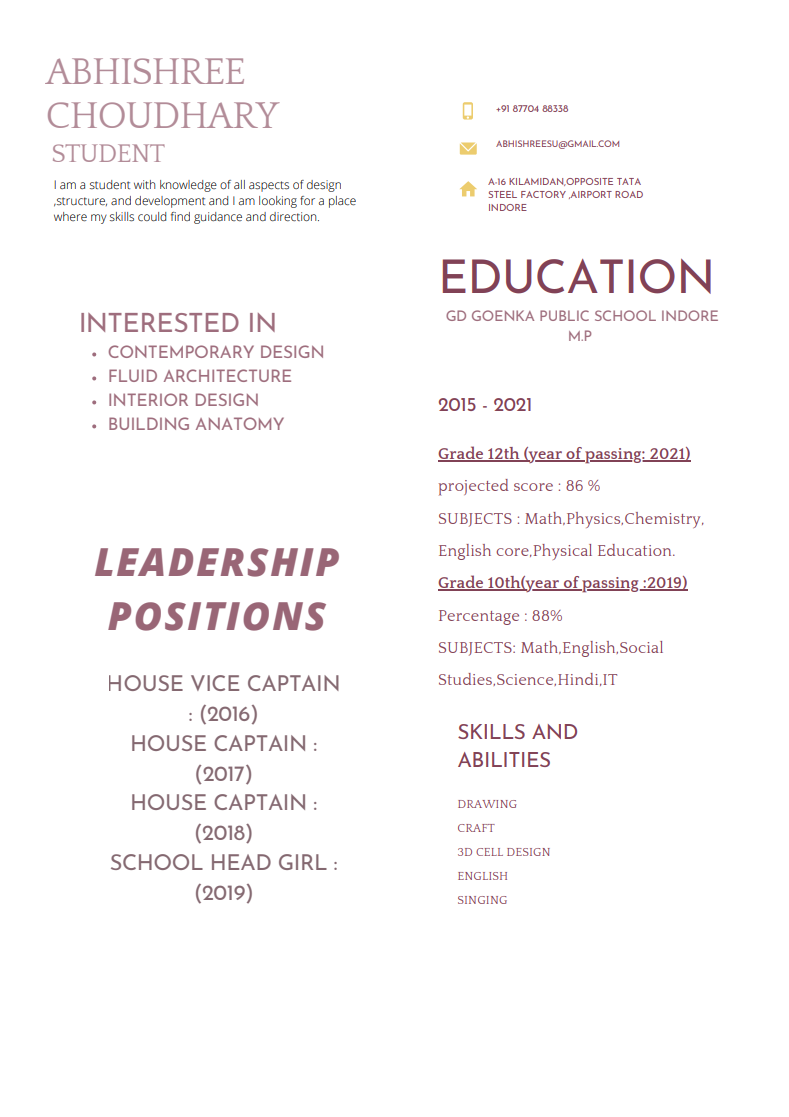 ABHISHREE
CHOUDHARY
STUDENT
I am a student with knowledge of all aspects of design
,structure, and development and I am looking for a place
where my skills could find guidance and direction.
+91 87704 88338
ABHISHREESU@GMAIL.COM
A-16 KILAMIDAN,OPPOSITE TATA
STEEL FACTORY ,AIRPORT ROAD
INDORE
INTERESTED IN
• CONTEMPORARY DESIGN
• FLUID ARCHITECTURE
• INTERIOR DESIGN
• BUILDING ANATOMY
LEADERSHIP
POSITIONS
HOUSE VICE CAPTAIN
: (2016)
HOUSE CAPTAIN :
(2017)
HOUSE CAPTAIN :
(2018)
SCHOOL HEAD GIRL :
(2019)
EDUCATION
GD GOENKA PUBLIC SCHOOL INDORE
M.P
2015 - 2021
Grade 12th (year of passing: 2021)
projected score : 86 %
SUBJECTS : Math,Physics,Chemistry,
English core,Physical Education.
Grade 10th(year of passing :2019)
Percentage : 88%
SUBJECTS: Math,English,Social
Studies,Science,Hindi,IT
SKILLS AND
ABILITIES
DRAWING
CRAFT
3D CELL DESIGN
ENGLISH
SINGING